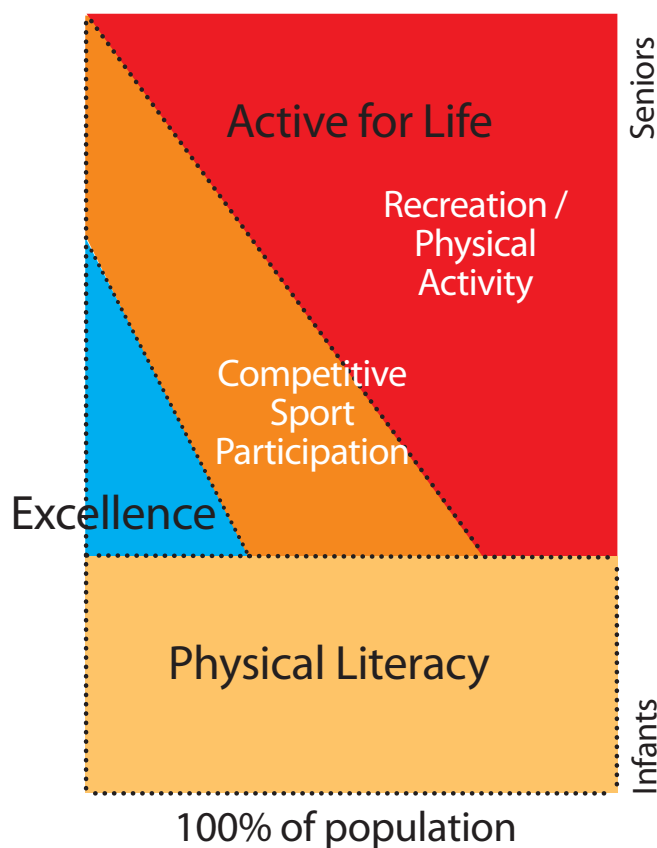 Seniors
Active for Life
Recreation /
Physical
Activity
Competitive
Sport
Participation
Excellence
Physical Literacy
Infants
100% of population